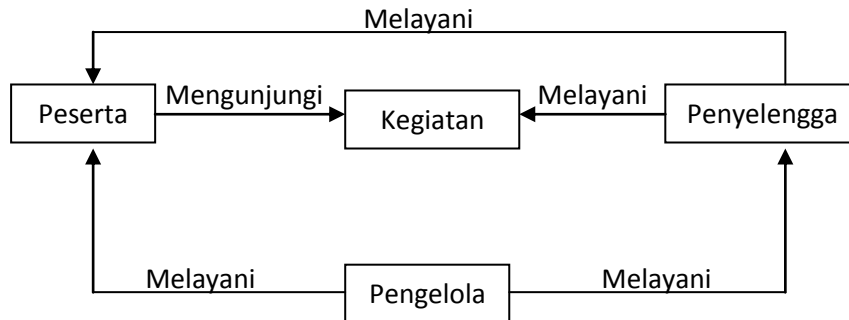 Melayani
Mengunjungi
Melayani
Peserta
Kegiatan
Penyelengga
Melayani
Melayani
Pengelola